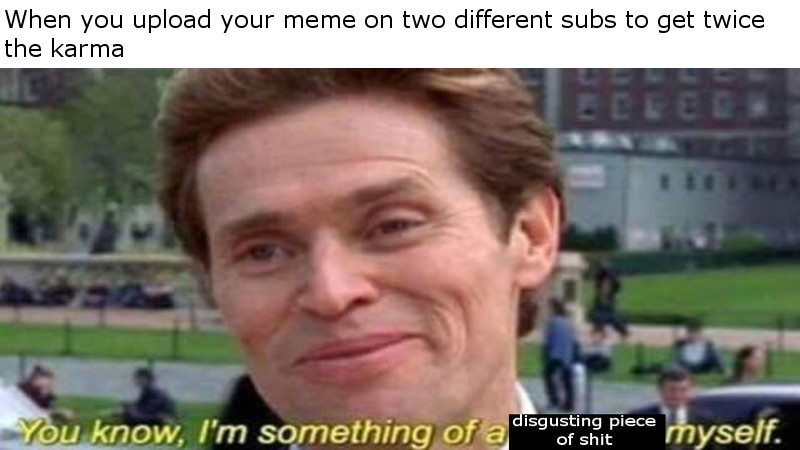 When you upload your meme on two different subs to get twice
the karma
You know, I'm something of a disgusting piece
of shit myself.